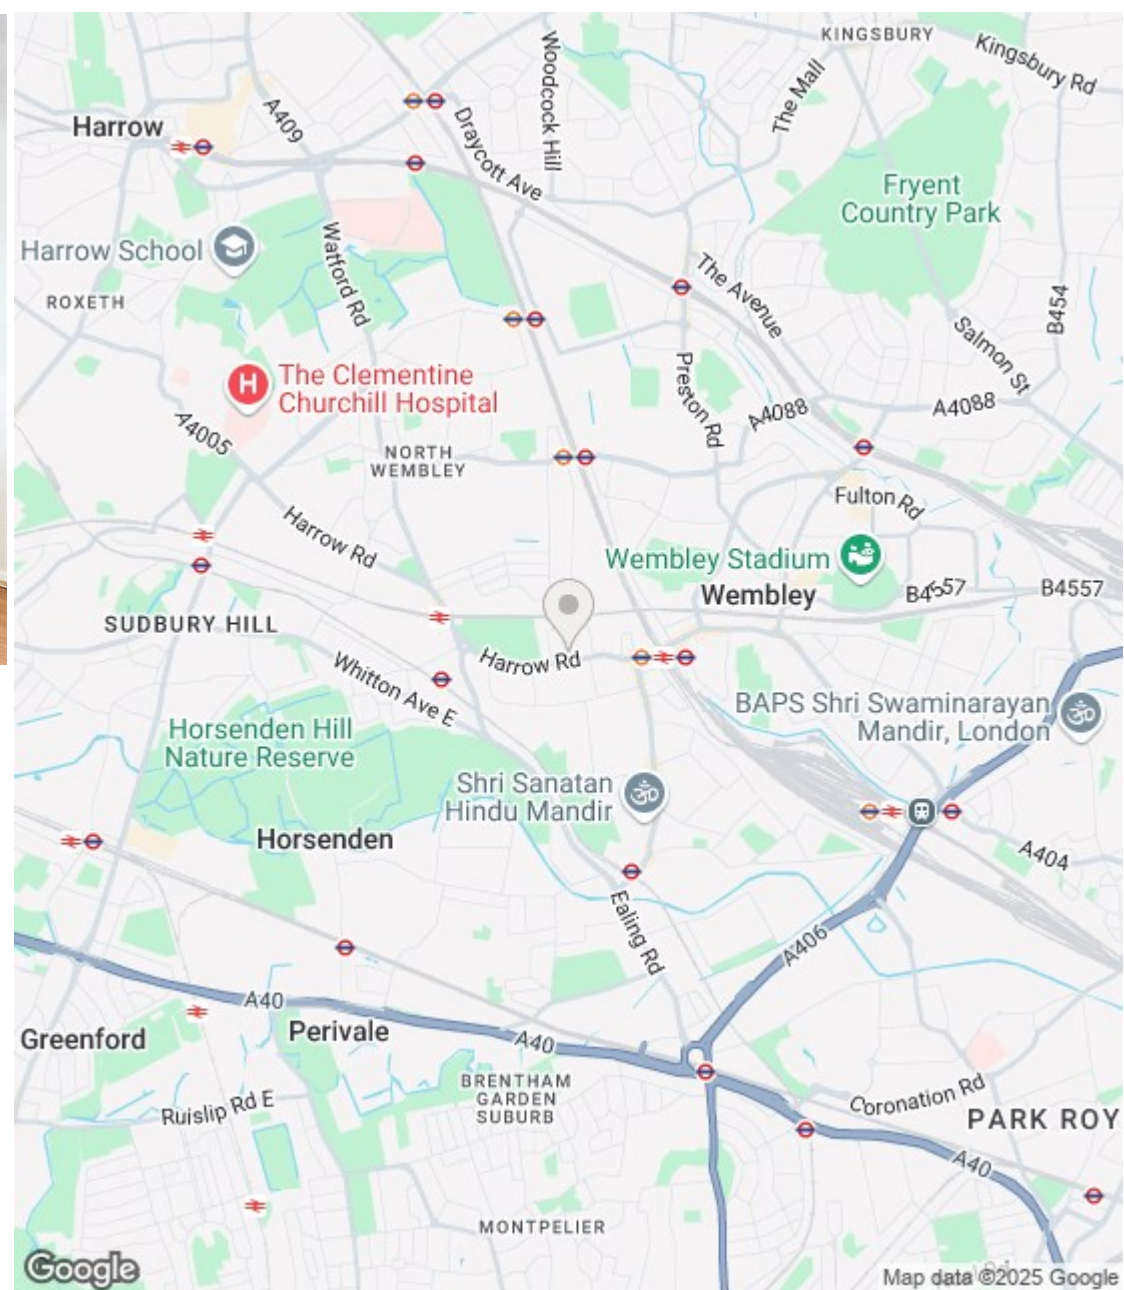 KINGSBURY
Kingsbury Rd
Woodcock Hill
The Mall
Harrow
A409
Draycott Ave
Fryent
Country Park
Harrow School
Watford Rd
The Avenue
ROXETH
B454
Salmon St
The Clementine
Churchill Hospital
Preston Rd
A4088
A4088
A4005
NORTH
WEMBLEY
Fulton Rd
Harrow Rd
Wembley Stadium
Wembley
B4557
B4557
SUDBURY HILL
Harrow Rd
Whitton Ave E
BAPS Shri Swaminarayan
Mandir, London
Horsenden Hill
Nature Reserve
Shri Sanatan
Hindu Mandir
Horsenden
A404
Ealing Rd
A406
A40
Greenford
Perivale
A40
BRENTHAM
GARDEN
SUBURB
Coronation Rd
Ruislip Rd E
PARK ROY
A40
MONTPELIER
Google
Map data ©2025 Google